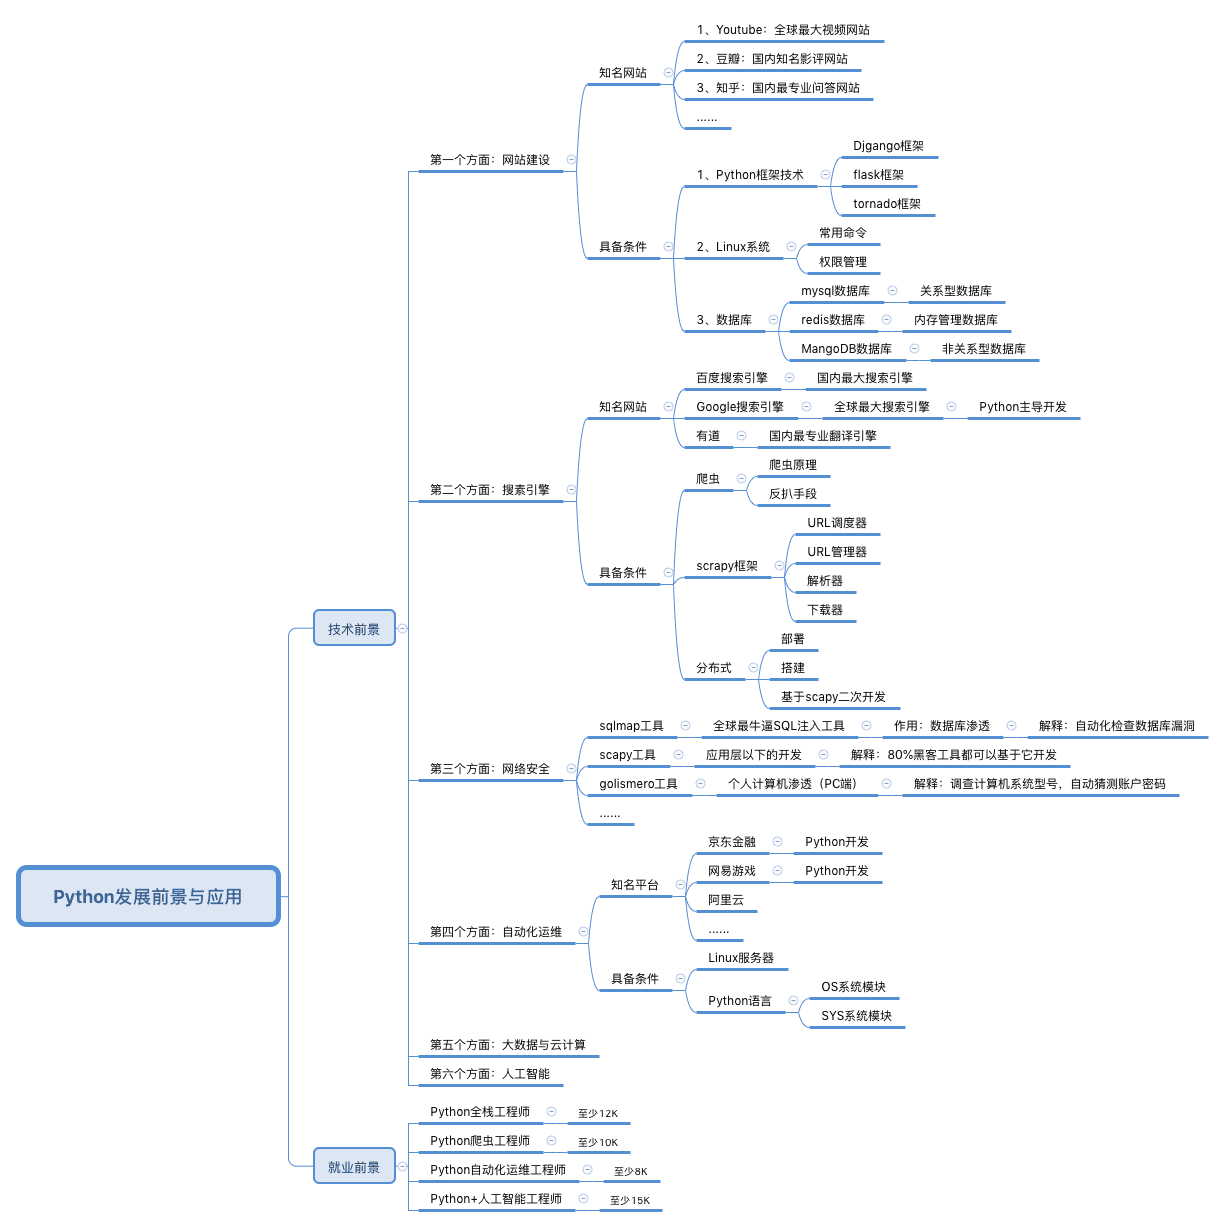 Python发展前景与应用
技术前景
第一个方面：网站建设
知名网站
1、Youtube：全球最大视频网站
2、豆瓣：国内知名影评网站
3、知乎：国内最专业问答网站
......
具备条件
1、Python框架技术
Djgango框架
flask框架
tornado框架
2、Linux系统
常用命令
权限管理
3、数据库
mysql数据库
关系型数据库
redis数据库
内存管理数据库
MangoDB数据库
非关系型数据库
第二个方面：搜素引擎
知名网站
百度搜索引擎
国内最大搜索引擎
Google搜索引擎
全球最大搜索引擎
Python主导开发
有道
国内最专业翻译引擎
具备条件
爬虫
爬虫原理
反扒手段
scrapy框架
URL调度器
URL管理器
解析器
下载器
分布式
部署
搭建
基于scapy二次开发
第三个方面：网络安全
sqlmap工具
全球最牛逼SQL注入工具
作用：数据库渗透
解释：自动化检查数据库漏洞
scapy工具
应用层以下的开发
解释：80%黑客工具都可以基于它开发
golismero工具
个人计算机渗透（PC端）
解释：调查计算机系统型号，自动猜测账户密码
......
第四个方面：自动化运维
知名平台
京东金融
Python开发
网易游戏
Python开发
阿里云
......
具备条件
Linux服务器
Python语言
OS系统模块
SYS系统模块
第五个方面：大数据与云计算
第六个方面：人工智能
就业前景
Python全栈工程师
至少12K
Python爬虫工程师
至少10K
Python自动化运维工程师
至少8K
Python+人工智能工程师
至少15K